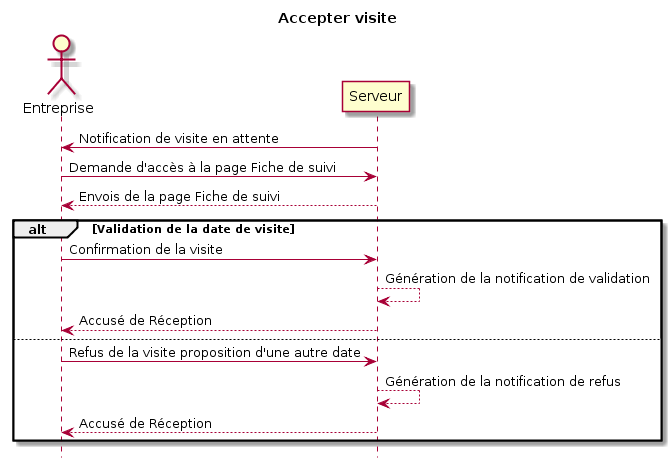 Accepter visite
Entreprise
Serveur
Notification de visite en attente
Demande d'accès à la page Fiche de suivi
Envois de la page Fiche de suivi
alt [Validation de la date de visite]
Confirmation de la visite
Génération de la notification de validation
Accusé de Réception
Refus de la visite proposition d'une autre date
Génération de la notification de refus
Accusé de Réception